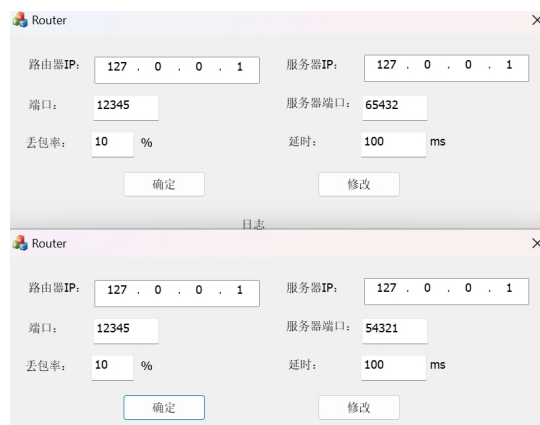 Router
路由器IP： 127 . 0 . 0 . 1 服务器IP： 127 . 0 . 0 . 1
端口： 12345 服务器端口： 65432
丢包率： 10 % 延时： 100 ms
确定 修改
日志
Router
路由器IP： 127 . 0 . 0 . 1 服务器IP： 127 . 0 . 0 . 1
端口： 12345 服务器端口： 54321
丢包率： 10 % 延时： 100 ms
确定 修改